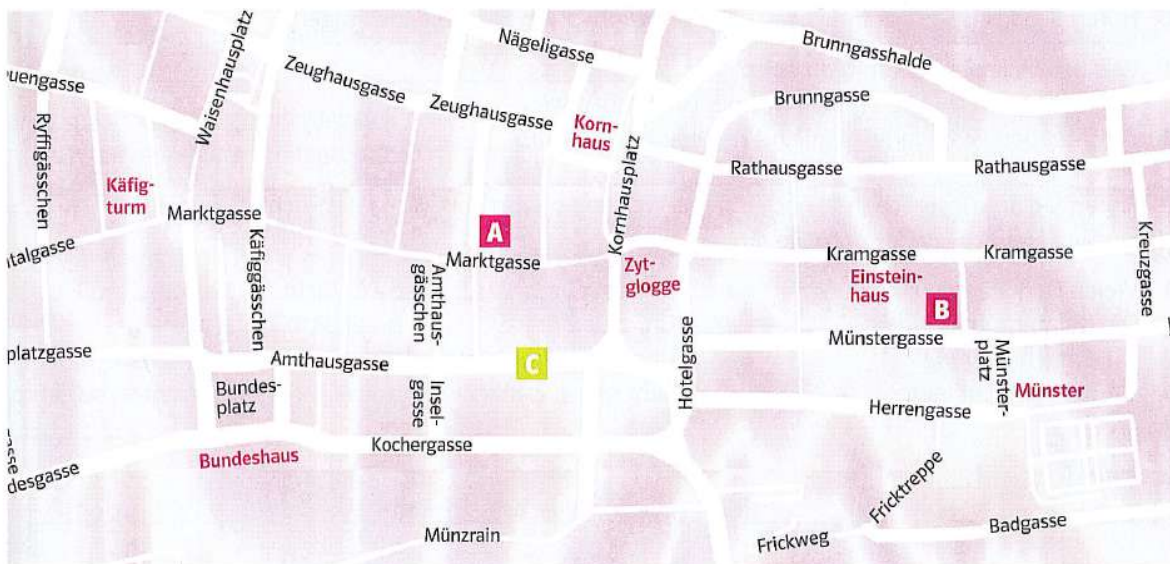 Nägeligasse
Brunngasshalde
Waisenhausplatz
Zeughausgasse
Zeughausgasse
uengasse
Brunngasse
Ryffigässchen
Korn-
haus
Kornhausplatz
Rathausgasse
Rathausgasse
Käfig-
turm
Marktgasse
A
Marktgasse
italgasse
Käfiggässchen
Amthaus-
gässchen
Zyt-
glogge
Kramgasse
Kramgasse
Kreuzgasse
Einstein-
haus
B
Münstergasse
platzgasse
Amthausgasse
C
Hotelgasse
Münster-
platz
Münster
Bundes-
platz
Insel-
gasse
Herrengasse
Kochergasse
Bundeshaus
gasse
desgasse
Fricktreppe
Münzrain
Frickweg
Badgasse